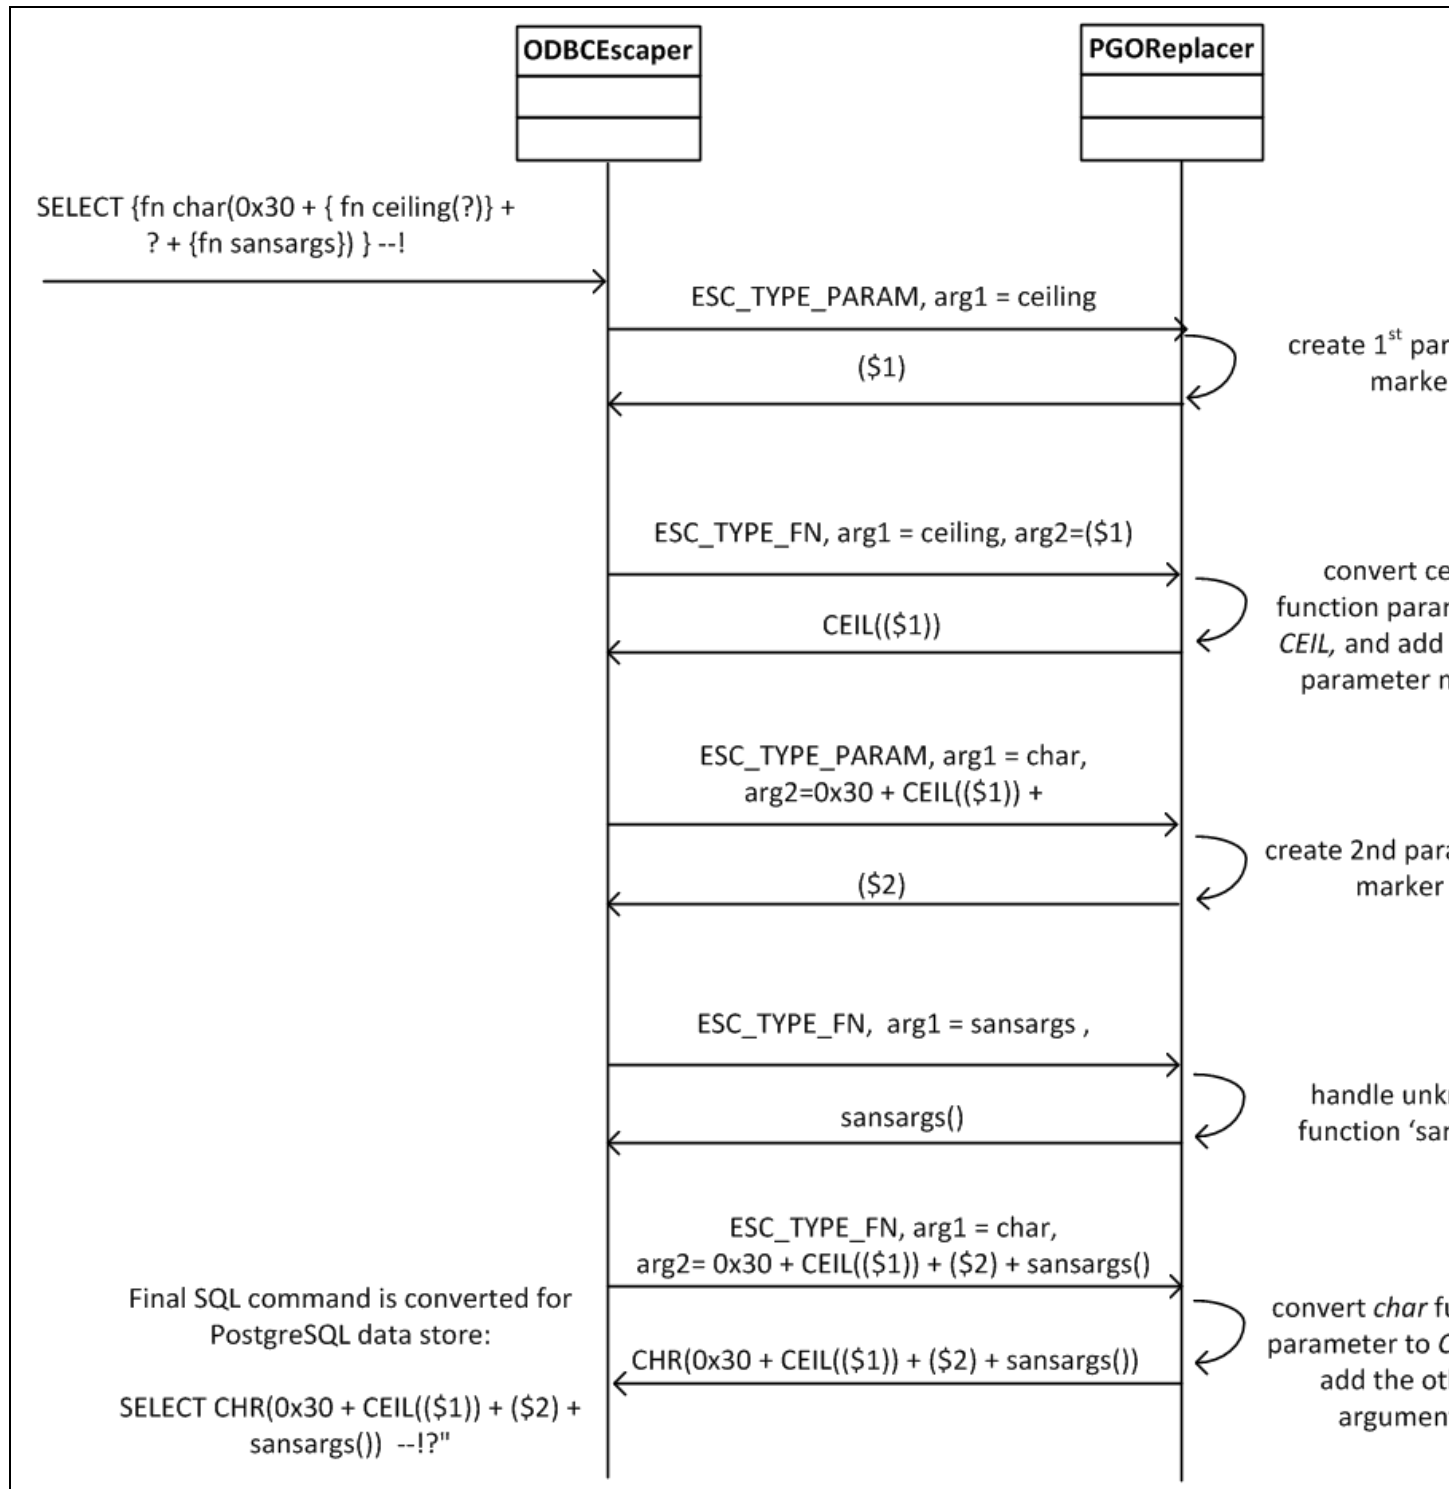 ODBCEscaper
PGOReplacer
SELECT {fn char(0x30 + { fn ceiling(?)} +
? + {fn sansargs}) } --!
ESC_TYPE_PARAM, arg1 = ceiling
create 1st par
marke
($1)
ESC_TYPE_FN, arg1 = ceiling, arg2=($1)
convert ce
function parar
CEIL, and add
parameter
CEIL(($1))
ESC_TYPE_PARAM, arg1 = char,
arg2=0x30 + CEIL(($1)) +
create 2nd para
marker
($2)
ESC_TYPE_FN,  arg1 = sansargs ,
handle unk
function ‘sar
sansargs()
ESC_TYPE_FN, arg1 = char,
arg2= 0x30 + CEIL(($1)) + ($2) + sansargs()
convert char fu
parameter to C
add the ot
argumen
CHR(0x30 + CEIL(($1)) + ($2) + sansargs())
Final SQL command is converted for
PostgreSQL data store:
SELECT CHR(0x30 + CEIL(($1)) + ($2) +
sansargs())  --!?"